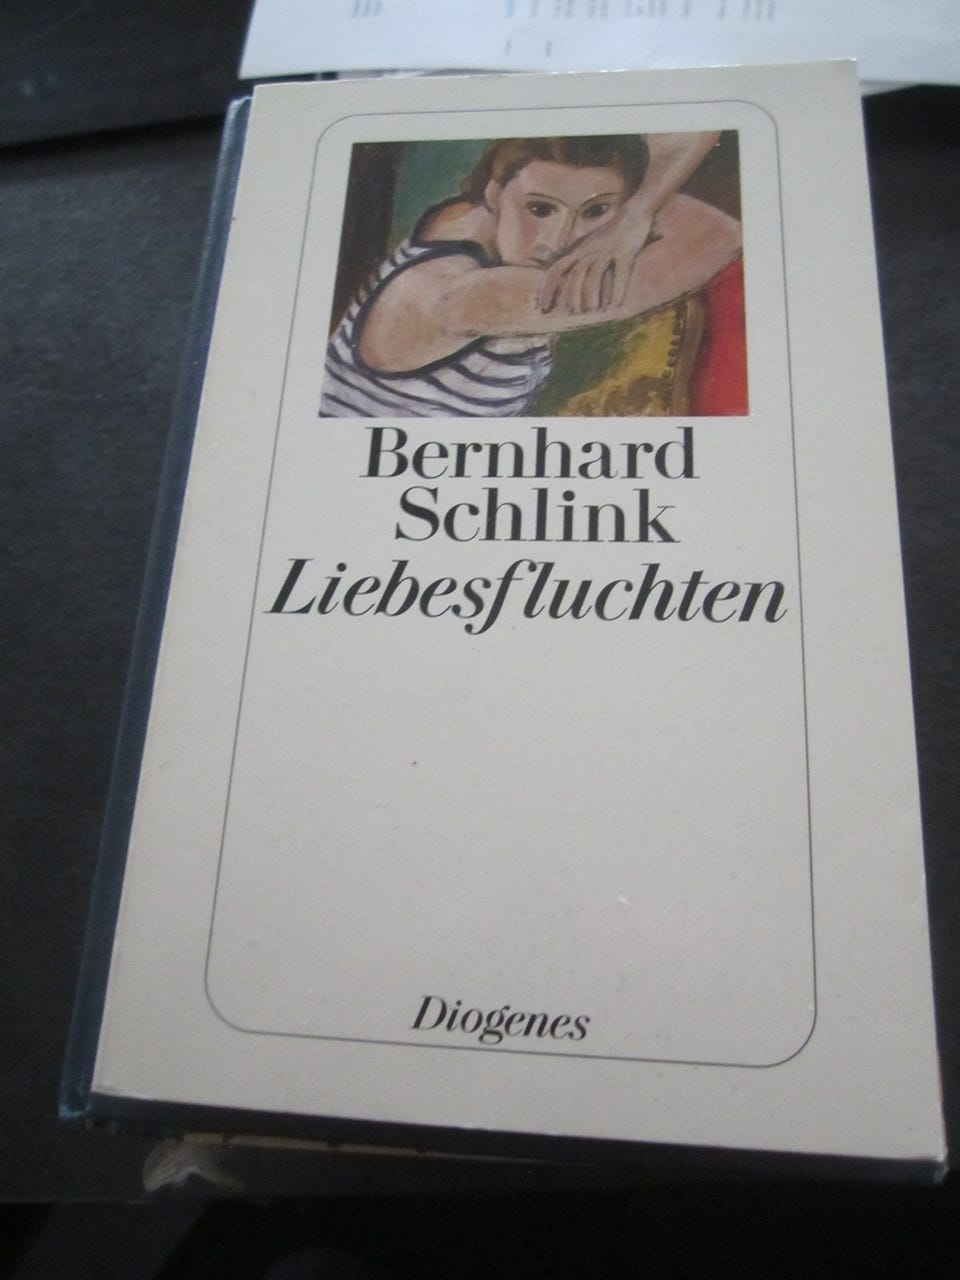 Bernhard
Schlink
Liebesfluchten
Diogenes